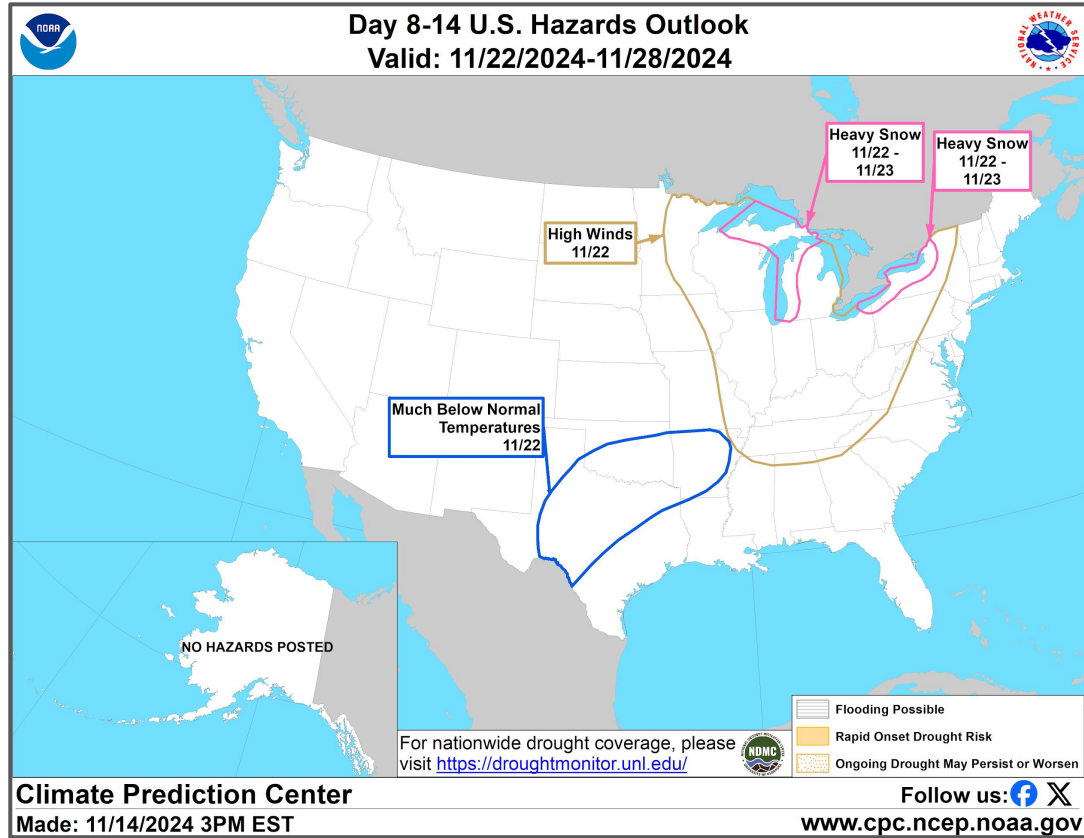 NOAA
Day 8-14 U.S. Hazards Outlook
Valid: 11/22/2024-11/28/2024
NATIONAL WEATHER SERVICE
Heavy Snow
11/22 -
11/23
Heavy Snow
11/22 -
11/23
High Winds
11/22
Much Below Normal
Temperatures
11/22
NO HAZARDS POSTED
For nationwide drought coverage, please
visit https://droughtmonitor.unl.edu/
NDMC
Flooding Possible
Rapid Onset Drought Risk
Ongoing Drought May Persist or Worsen
Climate Prediction Center
Made: 11/14/2024 3PM EST
Follow us:
www.cpc.ncep.noaa.gov